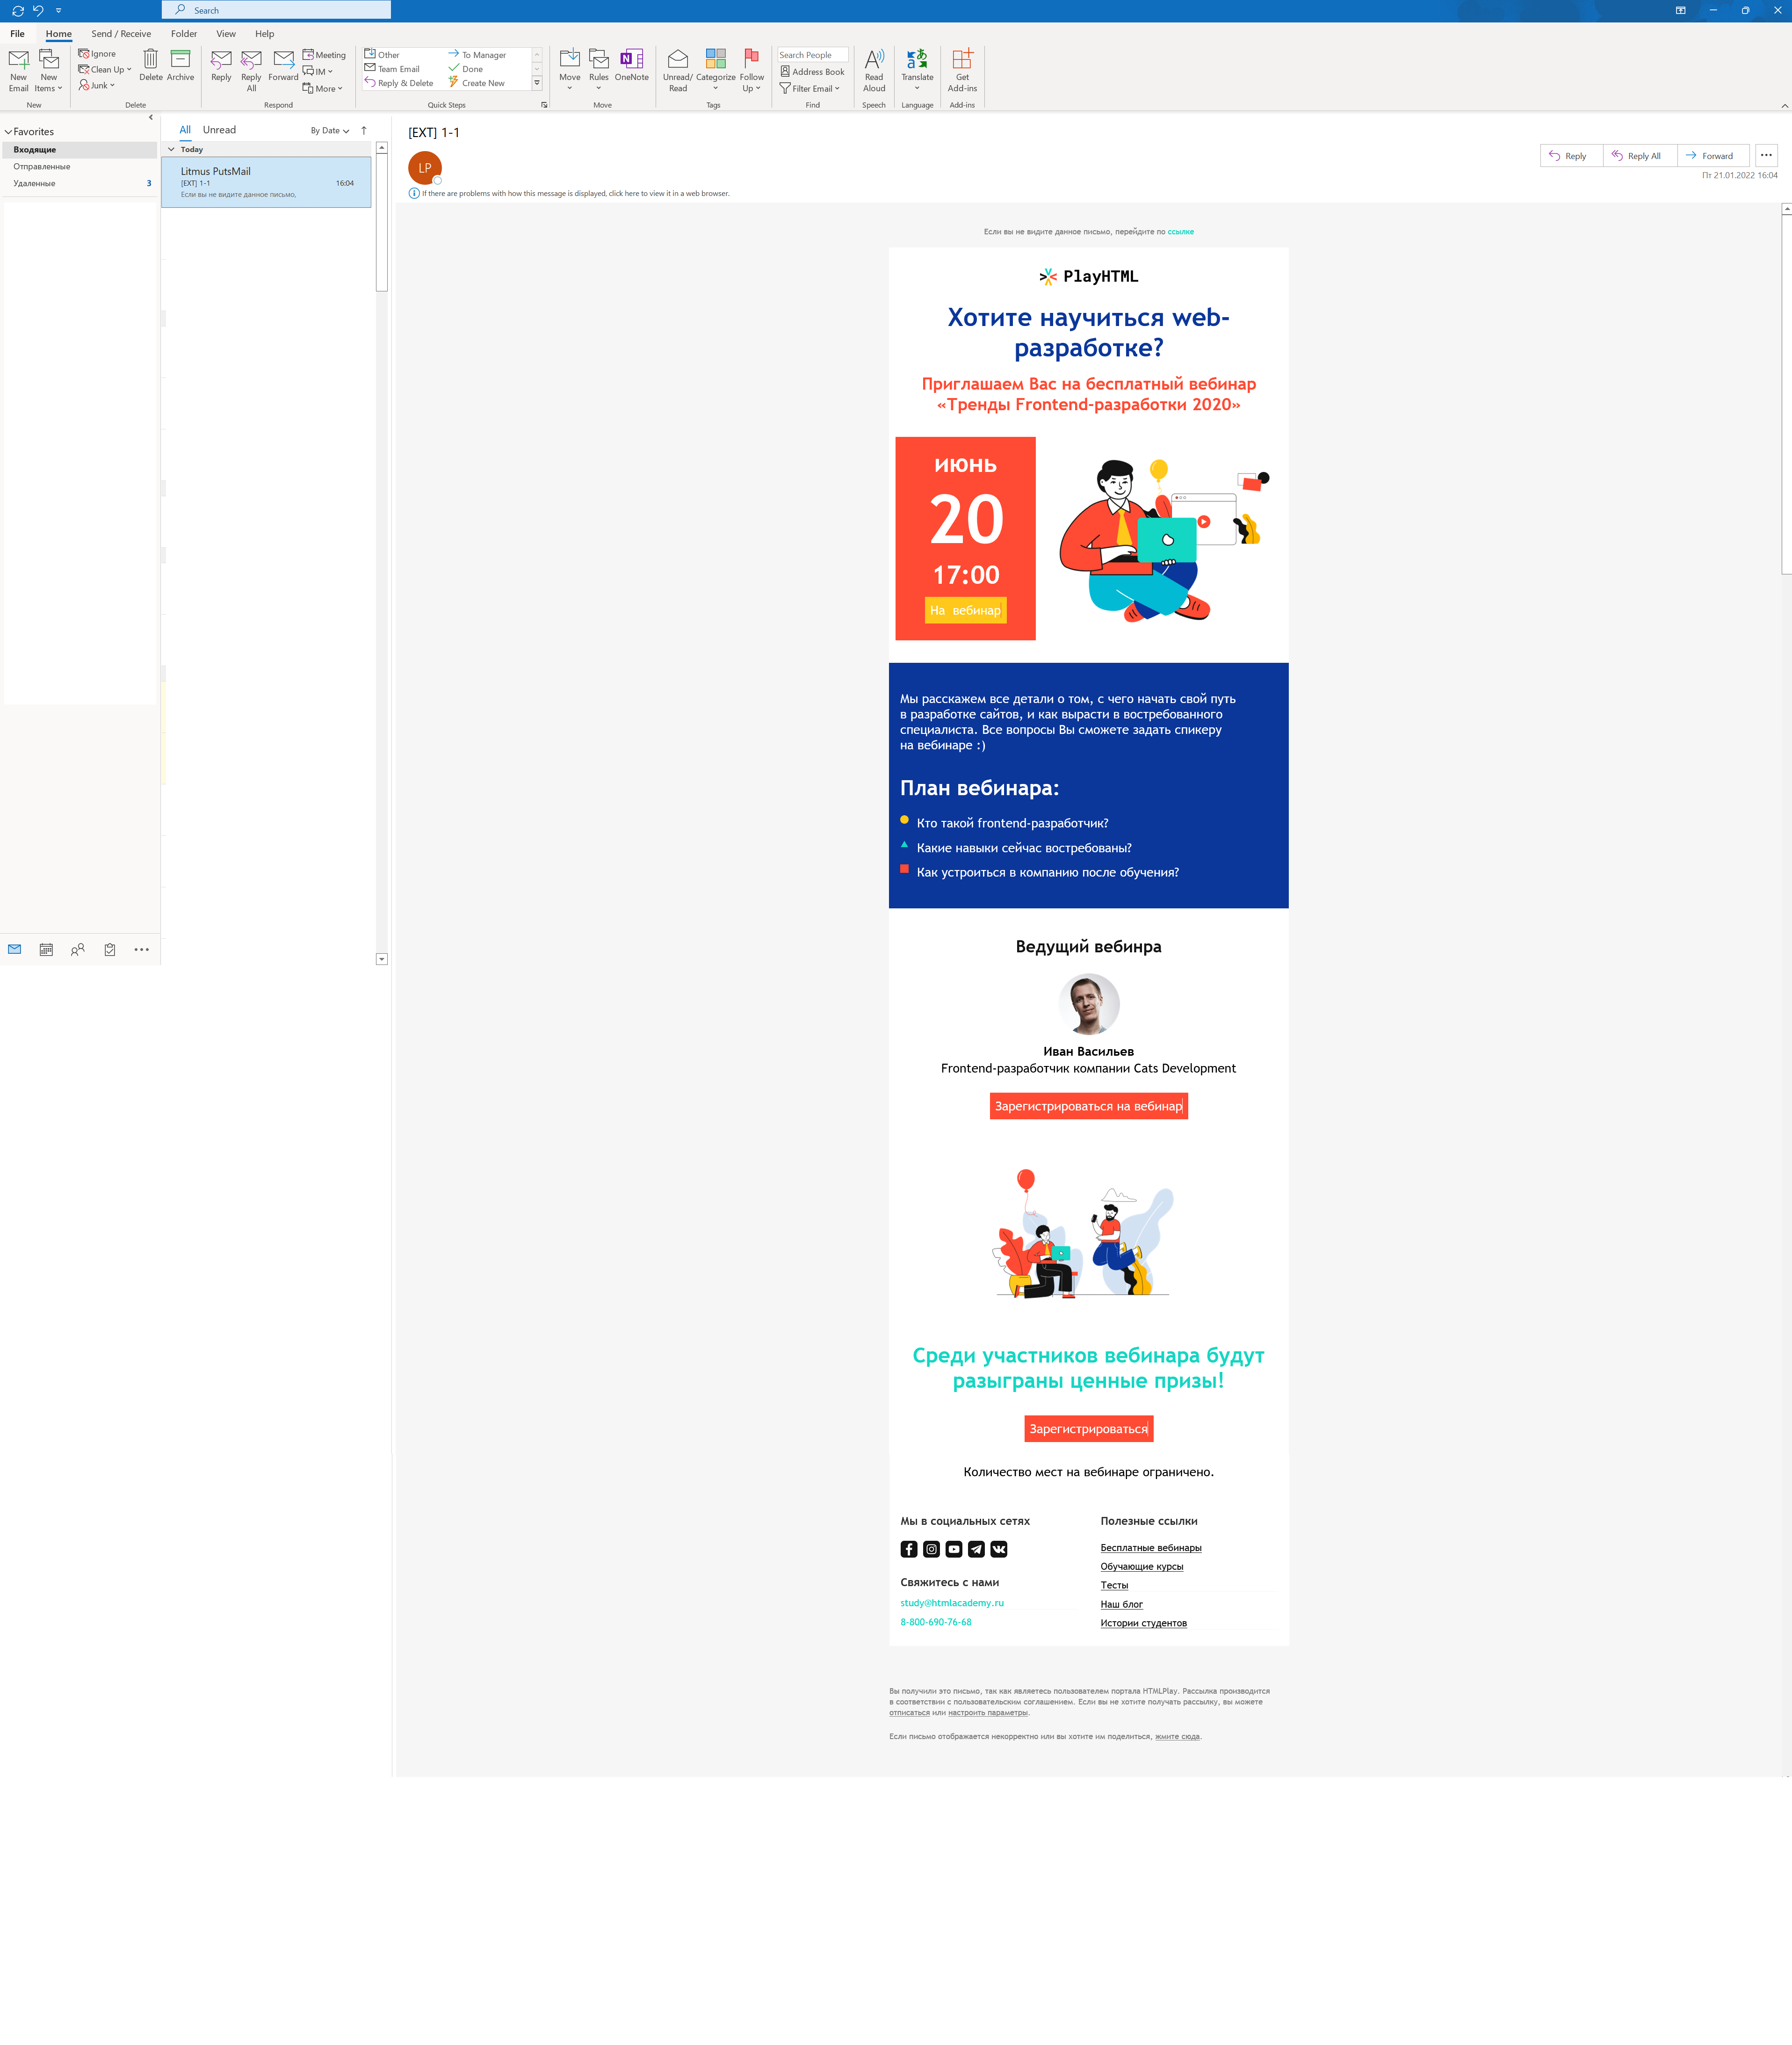 Search
File Home Send / Receive Folder View Help
New Email
New Items
Ignore
Clean Up
Junk
Delete
Archive
Reply
Reply All
Forward
Meeting
IM
More
Other
Team Email
Reply & Delete
To Manager
Done
Create New
Move
Rules
OneNote
Unread/ Read
Categorize
Follow Up
Search People
Address Book
Filter Email
Read Aloud
Translate
Get Add-ins
New Delete Respond Quick Steps Move Tags Find Speech Language Add-ins
Favorites
Входящие
Отправленные
Удаленные 3
All Unread By Date
Today
Litmus PutsMail
[EXT] 1-1 16:04
Если вы не видите данное письмо,
[EXT] 1-1
LP
Reply Reply All Forward
Пт 21.01.2022 16:04
If there are problems with how this message is displayed, click here to view it in a web browser.
Если вы не видите данное письмо, перейдите по ссылке
PlayHTML
Хотите научиться web-
разработке?
Приглашаем Вас на бесплатный вебинар
«Тренды Frontend-разработки 2020»
июнь
20
17:00
На вебинар
Мы расскажем все детали о том, с чего начать свой путь
в разработке сайтов, и как вырасти в востребованного
специалиста. Все вопросы Вы сможете задать спикеру
на вебинаре :)
План вебинара:
Кто такой frontend-разработчик?
Какие навыки сейчас востребованы?
Как устроиться в компанию после обучения?
Ведущий вебинра
Иван Васильев
Frontend-разработчик компании Cats Development
Зарегистрироваться на вебинар
Среди участников вебинара будут
разыграны ценные призы!
Зарегистрироваться
Количество мест на вебинаре ограничено.
Мы в социальных сетях
Свяжитесь с нами
study@htmlacademy.ru
8-800-690-76-68
Полезные ссылки
Бесплатные вебинары
Обучающие курсы
Тесты
Наш блог
Истории студентов
Вы получили это письмо, так как являетесь пользователем портала HTMLPlay. Рассылка производится
в соответствии с пользовательским соглашением. Если вы не хотите получать рассылку, вы можете
отписаться или настроить параметры.
Если письмо отображается некорректно или вы хотите им поделиться, жмите сюда.